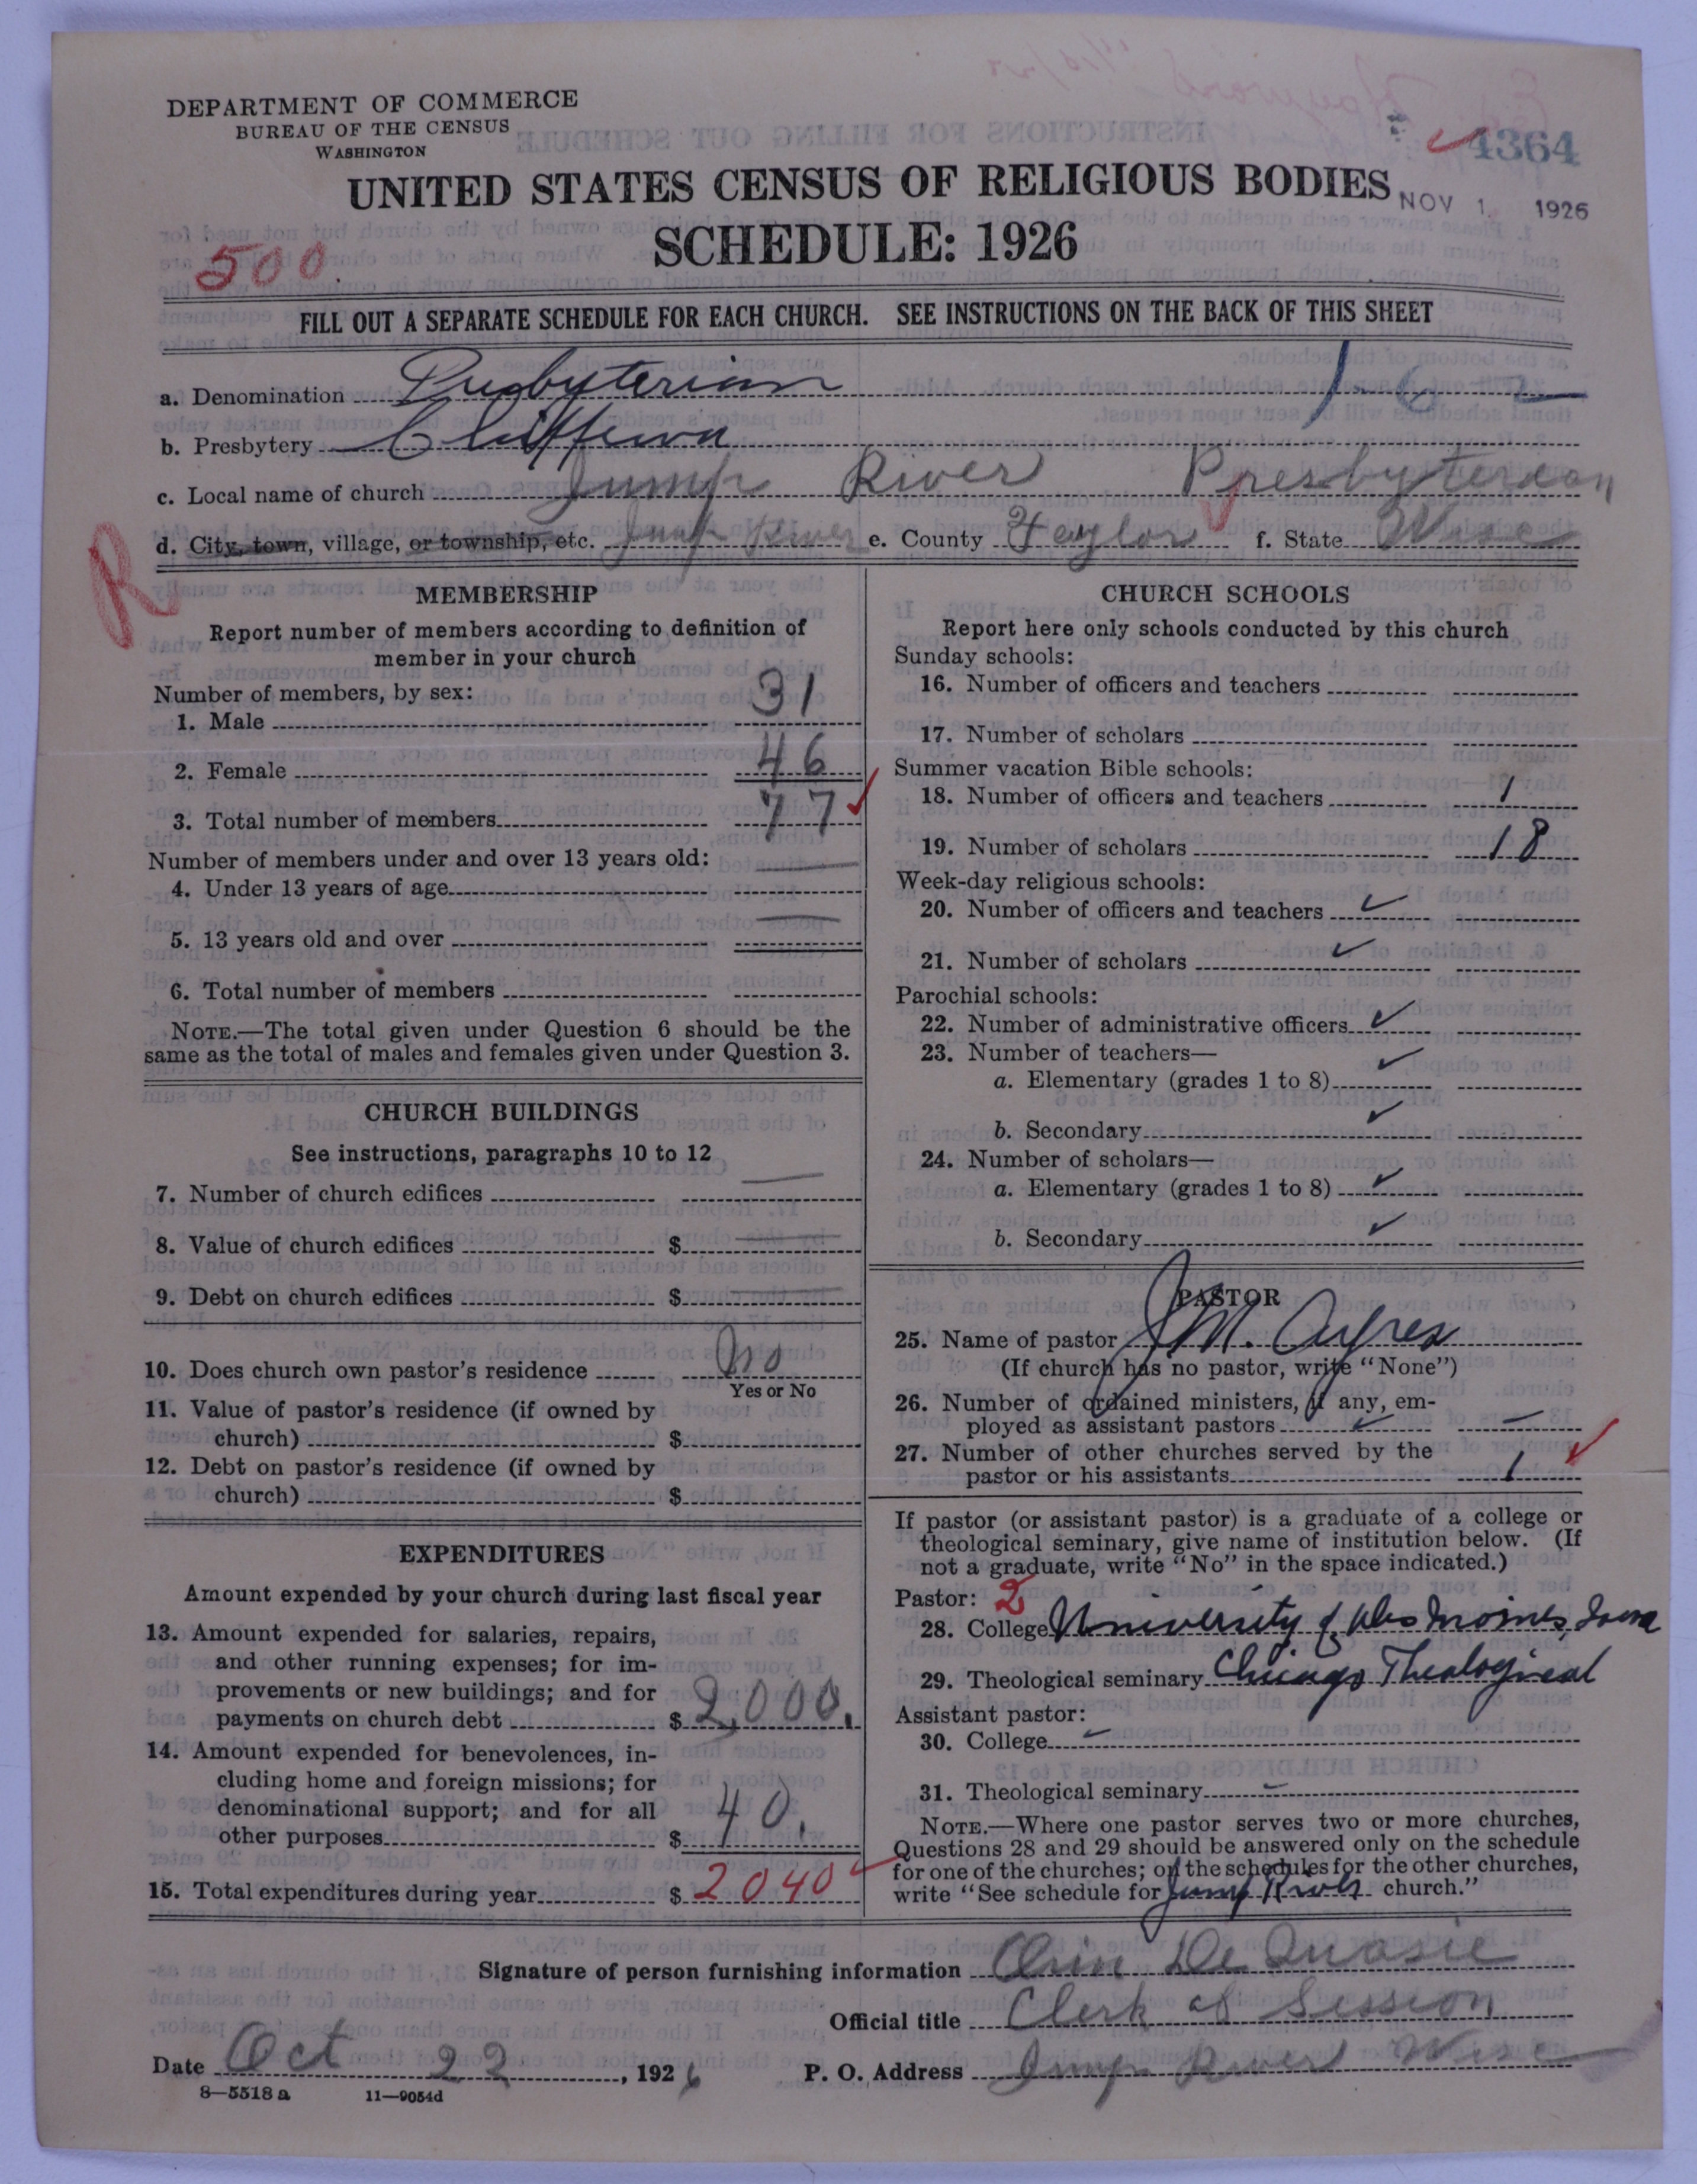 DEPARTMENT OF COMMERCE
BUREAU OF THE CENSUS
WASHINGTON
4364
UNITED STATES CENSUS OF RELIGIOUS BODIES
NOV 1 1926
SCHEDULE: 1926
500
FILL OUT A SEPARATE SCHEDULE FOR EACH CHURCH. SEE INSTRUCTIONS ON THE BACK OF THIS SHEET
a. Denomination Presbyterian 1-6 2
b. Presbytery Chippewa
c. Local name of church Jump River Presbyterian
d. City, town, village, or township, etc. Jump River e. County Taylor f. State Wisc
R
MEMBERSHIP
Report number of members according to definition of
member in your church
Number of members, by sex:
1. Male 31
2. Female 46
3. Total number of members 77
Number of members under and over 13 years old:
4. Under 13 years of age
5. 13 years old and over
6. Total number of members
NOTE.—The total given under Question 6 should be the
same as the total of males and females given under Question 3.
CHURCH BUILDINGS
See instructions, paragraphs 10 to 12
7. Number of church edifices
8. Value of church edifices $
9. Debt on church edifices $
10. Does church own pastor's residence No
Yes or No
11. Value of pastor's residence (if owned by
church) $
12. Debt on pastor's residence (if owned by
church) $
EXPENDITURES
Amount expended by your church during last fiscal year
13. Amount expended for salaries, repairs,
and other running expenses; for im-
provements or new buildings; and for
payments on church debt $ 2,000.
14. Amount expended for benevolences, in-
cluding home and foreign missions; for
denominational support; and for all
other purposes $ 40.
15. Total expenditures during year $ 2040
CHURCH SCHOOLS
Report here only schools conducted by this church
Sunday schools:
16. Number of officers and teachers
17. Number of scholars
Summer vacation Bible schools:
18. Number of officers and teachers 1
19. Number of scholars 18
Week-day religious schools:
20. Number of officers and teachers ✓
21. Number of scholars ✓
Parochial schools:
22. Number of administrative officers ✓
23. Number of teachers—
a. Elementary (grades 1 to 8) ✓
b. Secondary ✓
24. Number of scholars—
a. Elementary (grades 1 to 8) ✓
b. Secondary ✓
PASTOR
25. Name of pastor J M. Ayres
(If church has no pastor, write "None")
26. Number of ordained ministers, if any, em-
ployed as assistant pastors ✓ —
27. Number of other churches served by the
pastor or his assistants 1
If pastor (or assistant pastor) is a graduate of a college or
theological seminary, give name of institution below. (If
not a graduate, write "No" in the space indicated.)
Pastor: 2
28. College University of Des Moines, Iowa
29. Theological seminary Chicago Theological
Assistant pastor:
30. College ✓
31. Theological seminary
NOTE.—Where one pastor serves two or more churches,
Questions 28 and 29 should be answered only on the schedule
for one of the churches; on the schedules for the other churches,
write "See schedule for Jump River church."
Signature of person furnishing information Orin De Quasie
Official title Clerk of Session
Date Oct 22, 1926 P. O. Address Jump River Wisc
8—5518 a 11—9054d